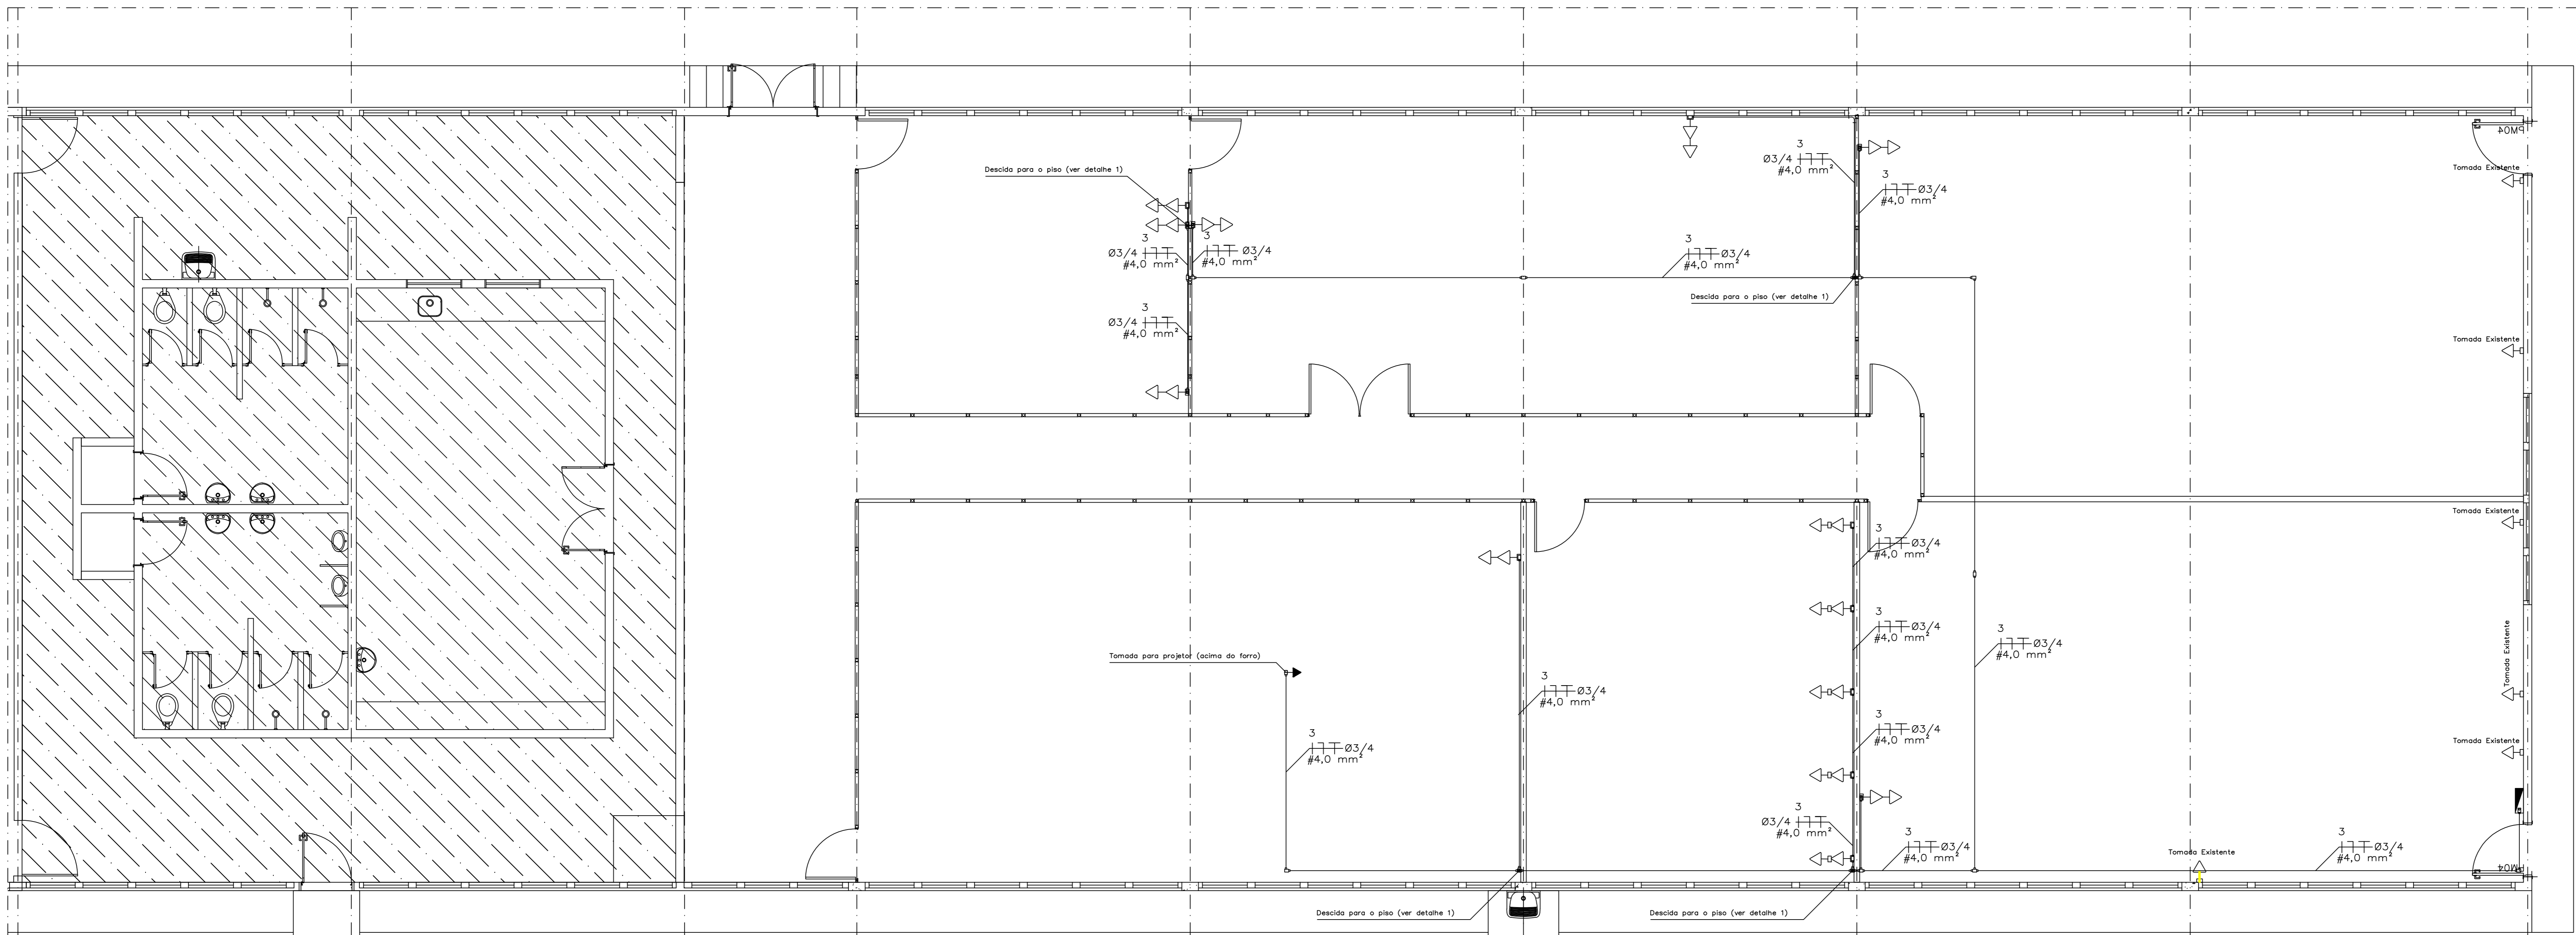 PM04
Tomada Existente
Descida para o piso (ver detalhe 1)
3
Ø3/4
#4,0 mm²
3
Ø3/4
#4,0 mm²
3
Ø3/4
#4,0 mm²
3
Ø3/4
#4,0 mm²
3
Ø3/4
#4,0 mm²
Descida para o piso (ver detalhe 1)
3
Ø3/4
#4,0 mm²
Tomada Existente
Tomada Existente
3
Ø3/4
#4,0 mm²
3
Ø3/4
#4,0 mm²
3
Ø3/4
#4,0 mm²
Tomada Existente
Tomada para projetor (acima do forro)
3
Ø3/4
#4,0 mm²
3
Ø3/4
#4,0 mm²
3
Ø3/4
#4,0 mm²
Tomada Existente
3
Ø3/4
#4,0 mm²
3
Ø3/4
#4,0 mm²
3
Ø3/4
#4,0 mm²
Tomada Existente
PM04
Descida para o piso (ver detalhe 1)
Descida para o piso (ver detalhe 1)